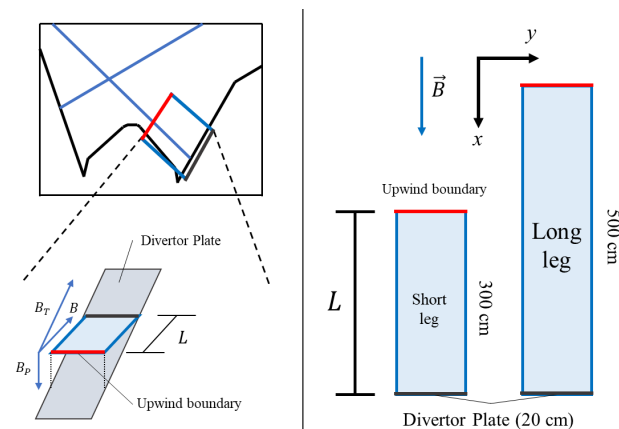 Divertor Plate
B_T
B
B_P
L
Upwind boundary
y
\vec{B}
x
Upwind boundary
L
Short
leg
300 cm
Long
leg
500 cm
Divertor Plate (20 cm)